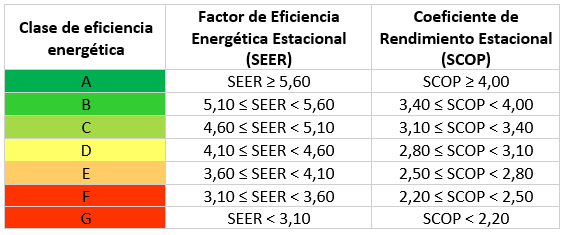 Clase de eficiencia
energética
Factor de Eficiencia
Energética Estacional
(SEER)
Coeficiente de
Rendimiento Estacional
(SCOP)
A SEER ≥ 5,60 SCOP ≥ 4,00
B 5,10 ≤ SEER < 5,60 3,40 ≤ SCOP < 4,00
C 4,60 ≤ SEER < 5,10 3,10 ≤ SCOP < 3,40
D 4,10 ≤ SEER < 4,60 2,80 ≤ SCOP < 3,10
E 3,60 ≤ SEER < 4,10 2,50 ≤ SCOP < 2,80
F 3,10 ≤ SEER < 3,60 2,20 ≤ SCOP < 2,50
G SEER < 3,10 SCOP < 2,20